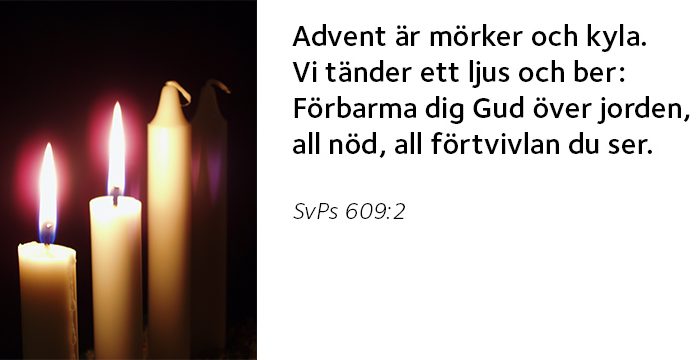 Advent är mörker och kyla.
Vi tänder ett ljus och ber:
Förbarma dig Gud över jorden,
all nöd, all förtvivlan du ser.
SvPs 609:2